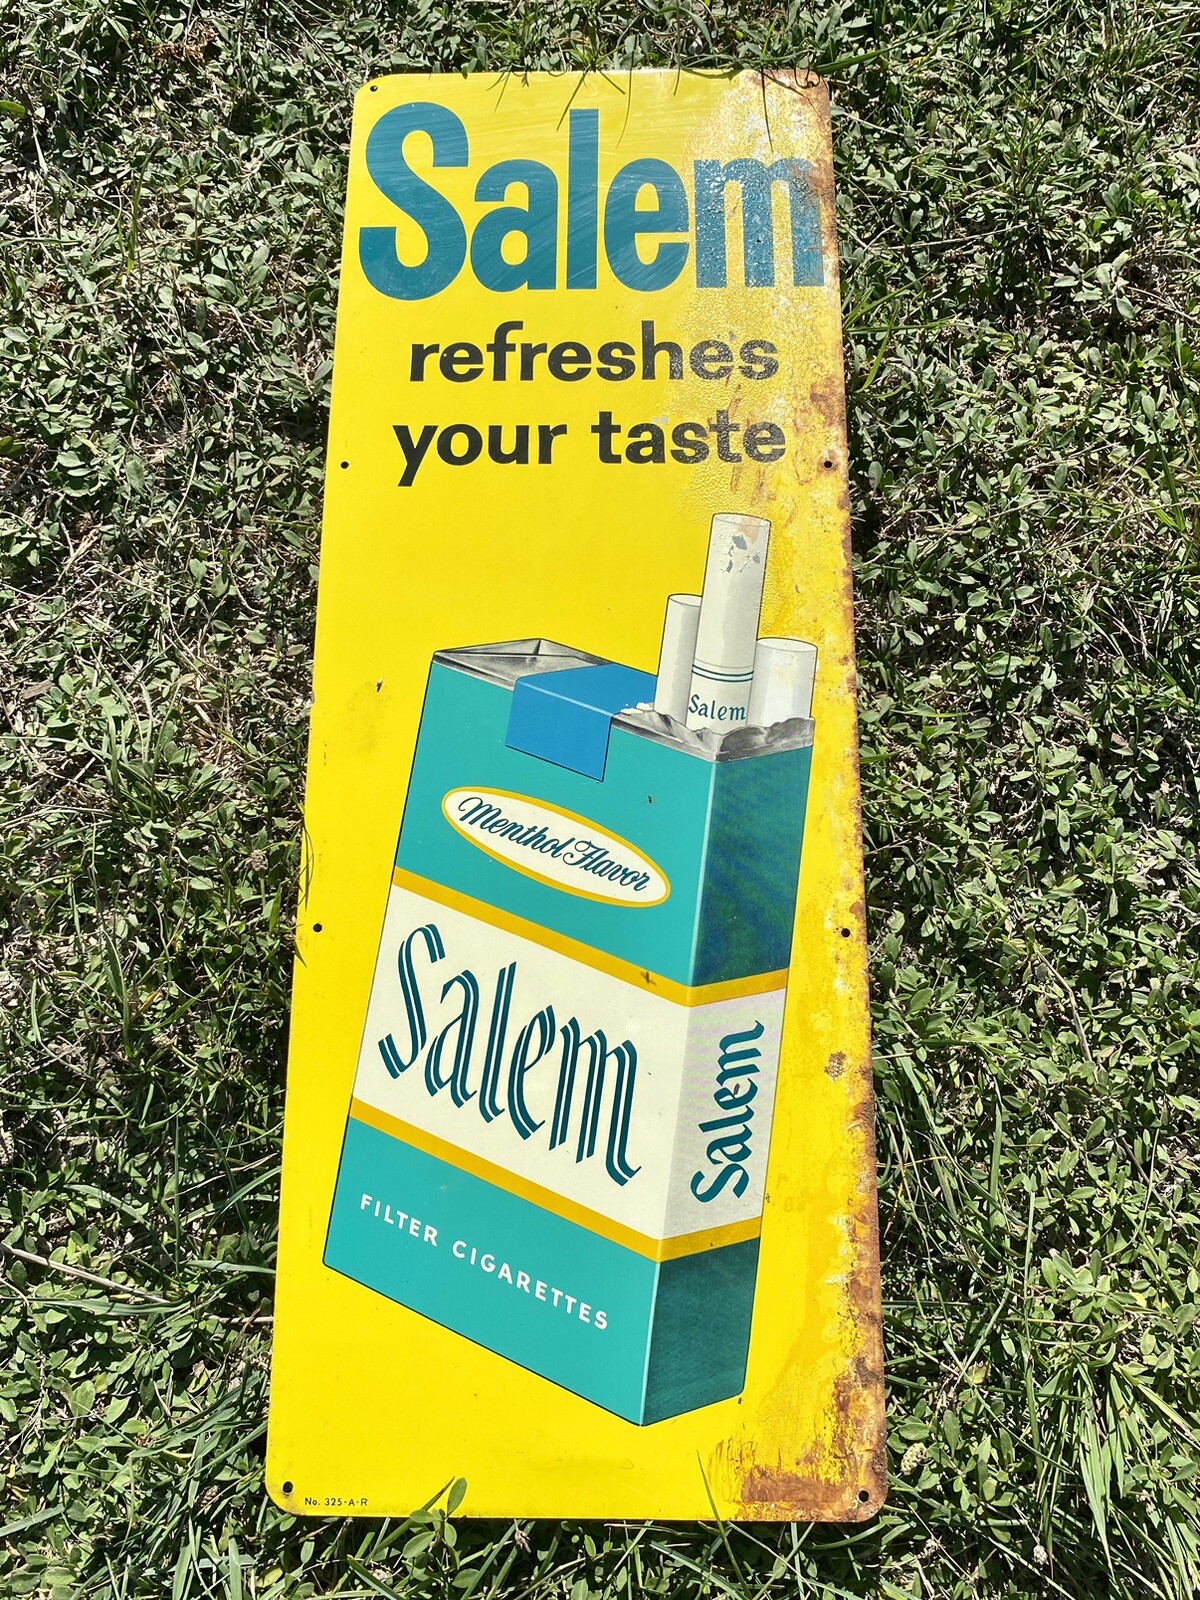 Salem
refreshes
your taste
Salem
Menthol Flavor
Salem
Salem
FILTER CIGARETTES
No. 325-A-R